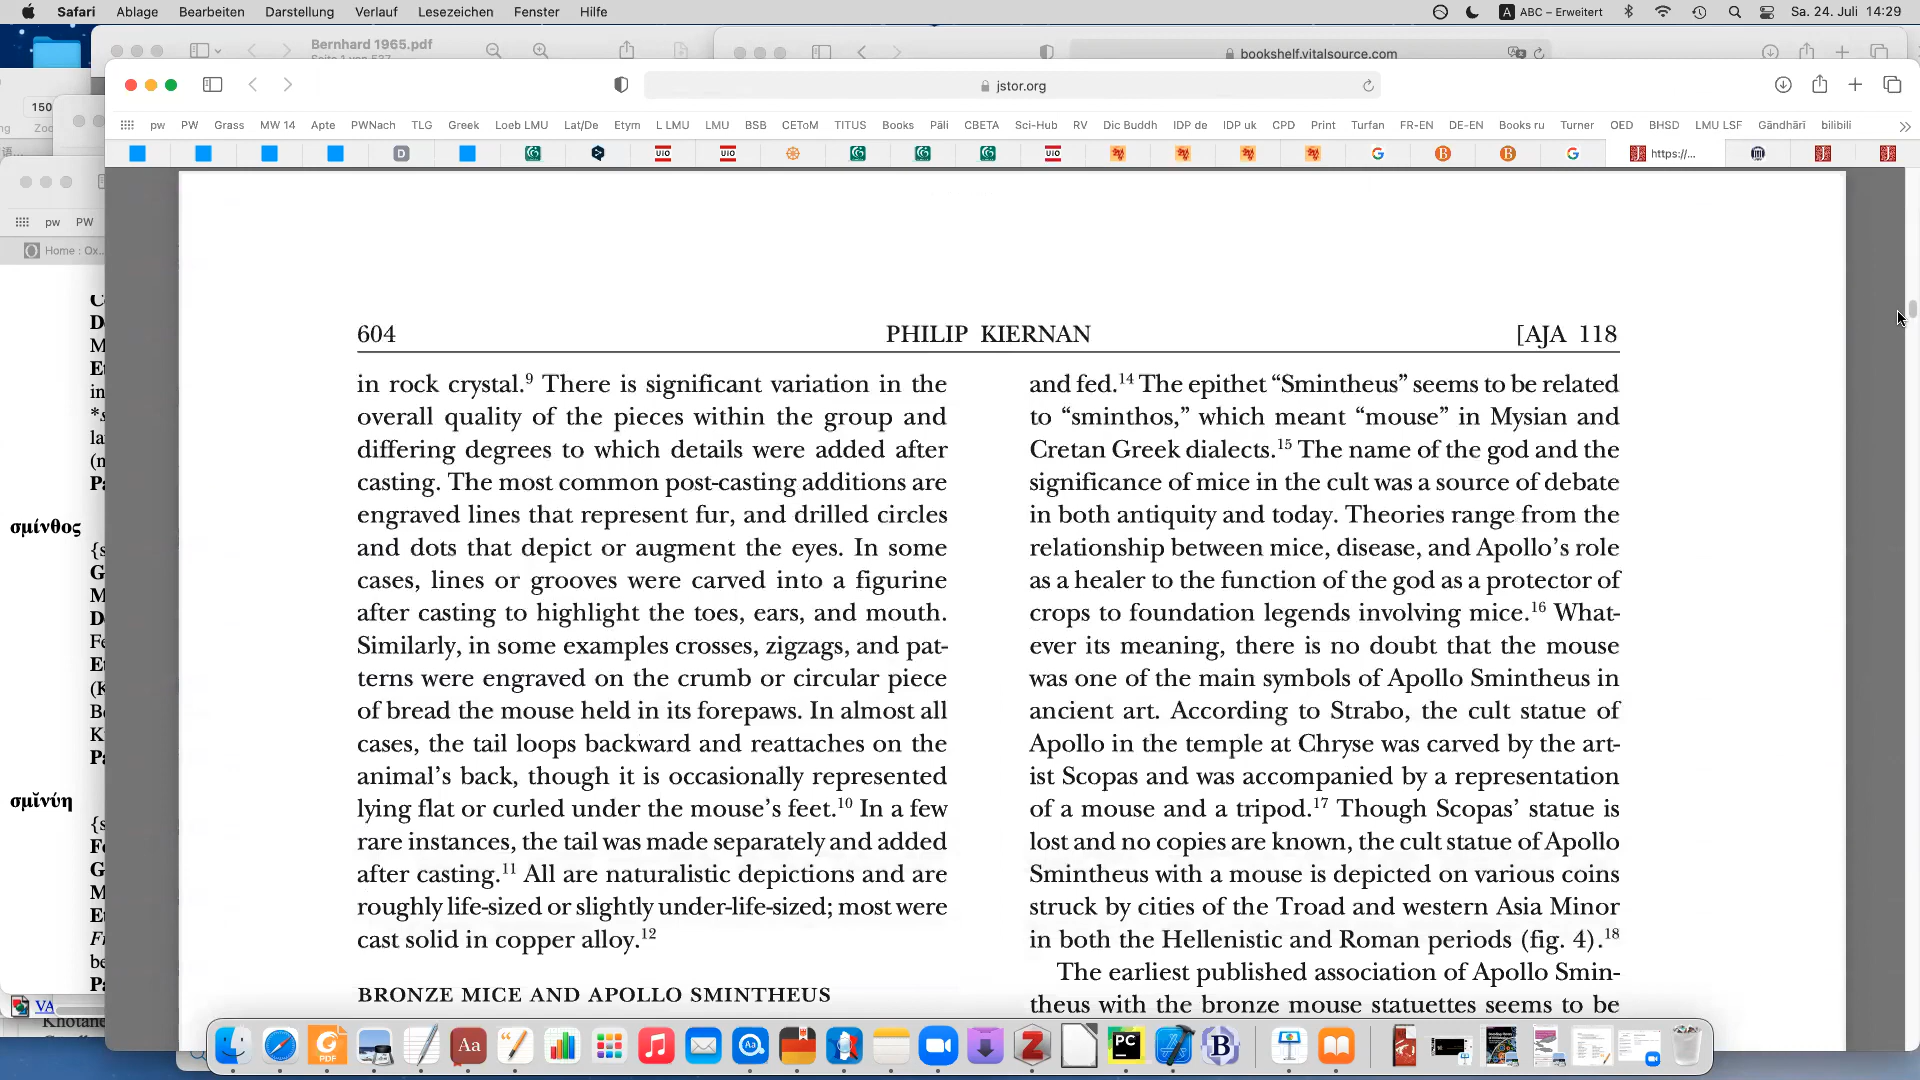 Safari Ablage Bearbeiten Darstellung Verlauf Lesezeichen Fenster Hilfe
A ABC – Erweitert Sa. 24. Juli 14:29
Bernhard 1965.pdf
bookshelf.vitalsource.com
jstor.org
150
pw PW Grass MW 14 Apte PWNach TLG Greek Loeb LMU Lat/De Etym L LMU LMU BSB CEToM TITUS Books Pāli CBETA Sci-Hub RV Dic Buddh IDP de IDP uk CPD Print Turfan FR-EN DE-EN Books ru Turner OED BHSD LMU LSF Gāndhārī bilibili
https://...
pw PW
Home : Ox...
σμίνθος
σμῐνύη
VA
604 PHILIP KIERNAN [AJA 118
in rock crystal.9 There is significant variation in the
overall quality of the pieces within the group and
differing degrees to which details were added after
casting. The most common post-casting additions are
engraved lines that represent fur, and drilled circles
and dots that depict or augment the eyes. In some
cases, lines or grooves were carved into a figurine
after casting to highlight the toes, ears, and mouth.
Similarly, in some examples crosses, zigzags, and pat-
terns were engraved on the crumb or circular piece
of bread the mouse held in its forepaws. In almost all
cases, the tail loops backward and reattaches on the
animal’s back, though it is occasionally represented
lying flat or curled under the mouse’s feet.10 In a few
rare instances, the tail was made separately and added
after casting.11 All are naturalistic depictions and are
roughly life-sized or slightly under-life-sized; most were
cast solid in copper alloy.12
BRONZE MICE AND APOLLO SMINTHEUS
and fed.14 The epithet “Smintheus” seems to be related
to “sminthos,” which meant “mouse” in Mysian and
Cretan Greek dialects.15 The name of the god and the
significance of mice in the cult was a source of debate
in both antiquity and today. Theories range from the
relationship between mice, disease, and Apollo’s role
as a healer to the function of the god as a protector of
crops to foundation legends involving mice.16 What-
ever its meaning, there is no doubt that the mouse
was one of the main symbols of Apollo Smintheus in
ancient art. According to Strabo, the cult statue of
Apollo in the temple at Chryse was carved by the art-
ist Scopas and was accompanied by a representation
of a mouse and a tripod.17 Though Scopas’ statue is
lost and no copies are known, the cult statue of Apollo
Smintheus with a mouse is depicted on various coins
struck by cities of the Troad and western Asia Minor
in both the Hellenistic and Roman periods (fig. 4).18
The earliest published association of Apollo Smin-
theus with the bronze mouse statuettes seems to be